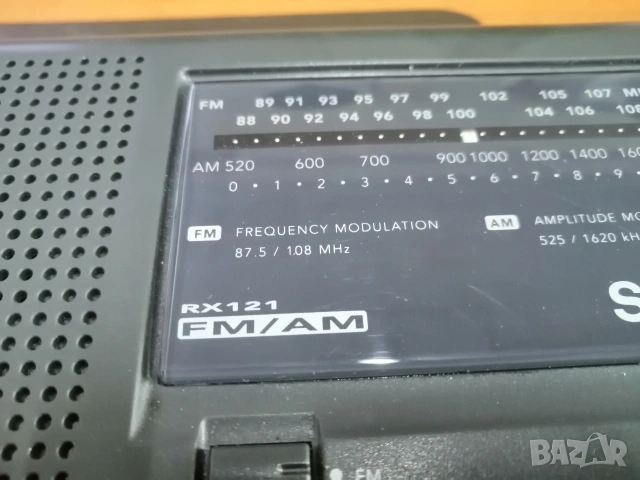 FM 89 91 93 95 97 99 102 105 107
88 90 92 94 96 98 100 104 106
AM 520 600 700 900 1000 1200 1400
0 • 1 • 2 • 3 • 4 • 5 • 6 • 7 • 8 • 9
FM FREQUENCY MODULATION
87.5 / 1.08 MHz
AM AMPLITUDE
525 / 1620
RX121
FM/AM
FM
BAZAR